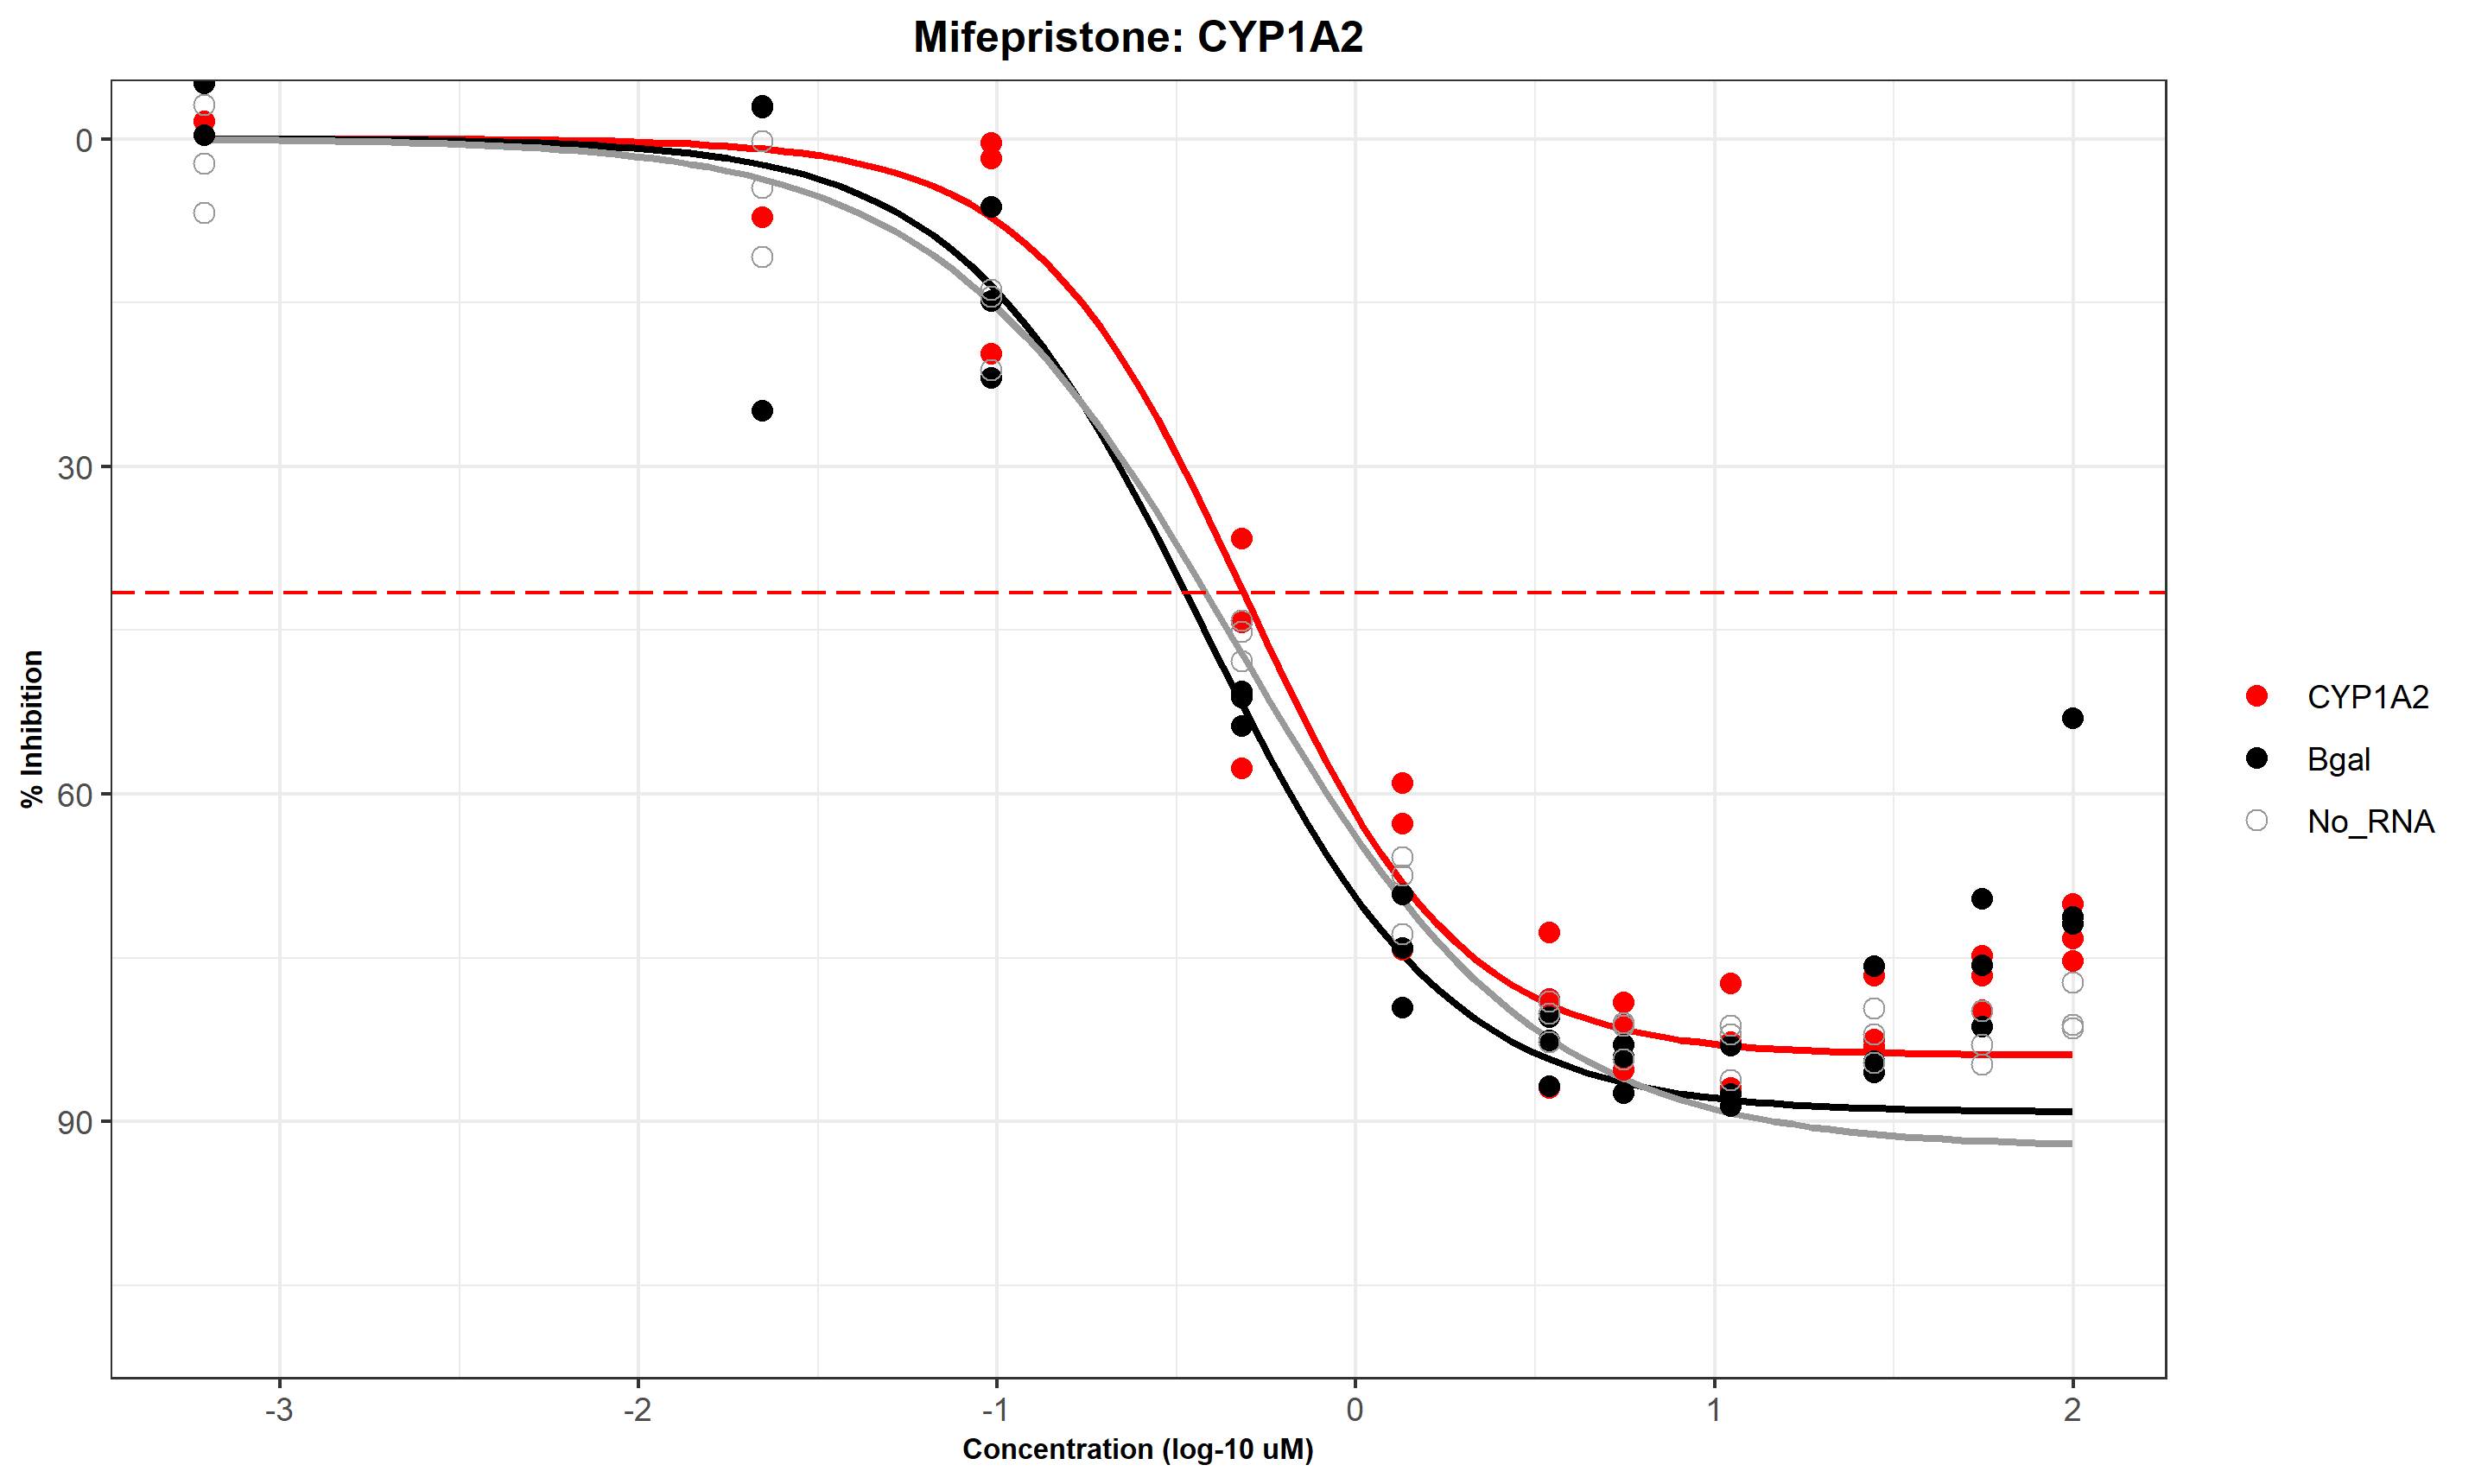 Mifepristone: CYP1A2
0
30
60
90
% Inhibition
-3
-2
-1
0
1
2
Concentration (log-10 uM)
CYP1A2
Bgal
No_RNA